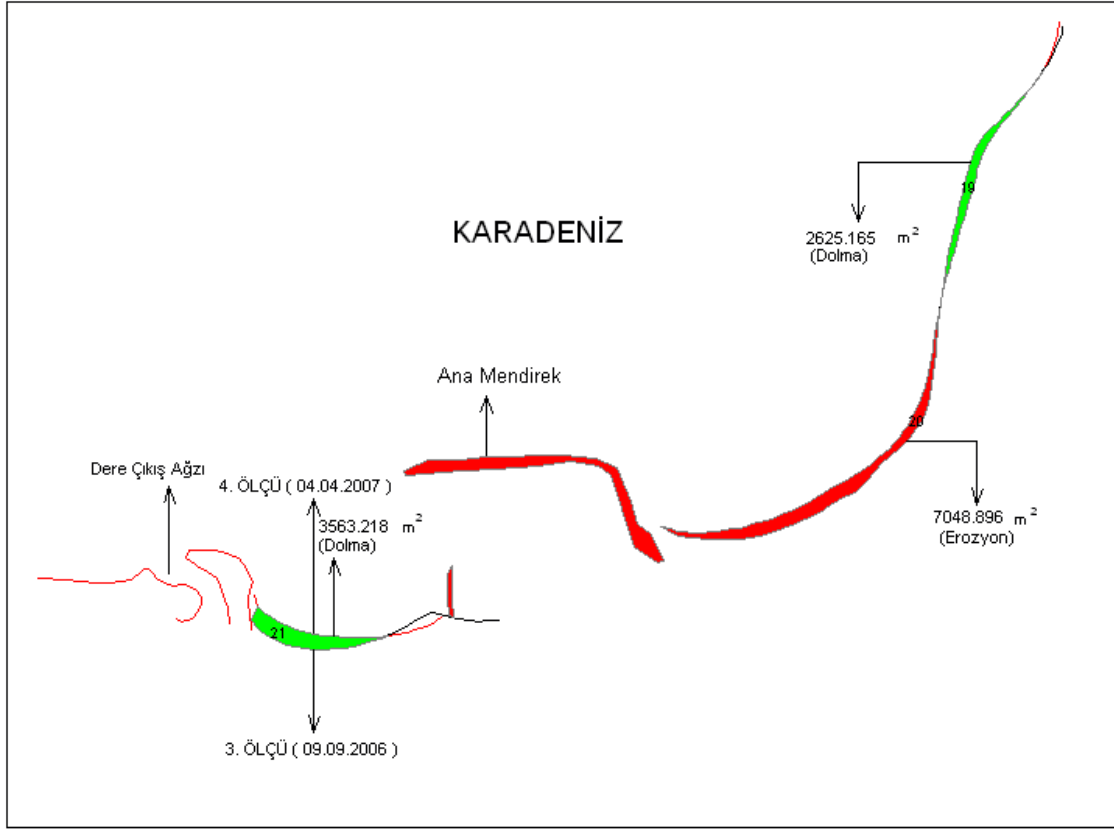 19
KARADENİZ
2625.165 m²
(Dolma)
Ana Mendirek
20
Dere Çıkış Ağzı
4. ÖLÇÜ ( 04.04.2007 )
3563.218 m²
(Dolma)
7048.896 m²
(Erozyon)
21
3. ÖLÇÜ ( 09.09.2006 )